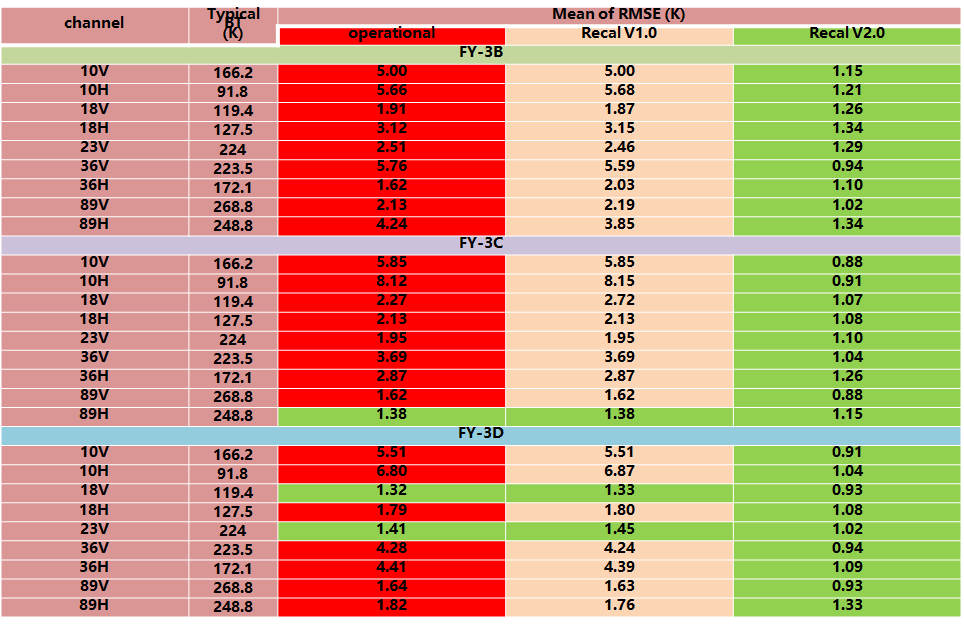 channel Typical BT (K) Mean of RMSE (K)
operational Recal V1.0 Recal V2.0
FY-3B
10V 166.2 5.00 5.00 1.15
10H 91.8 5.66 5.68 1.21
18V 119.4 1.91 1.87 1.26
18H 127.5 3.12 3.15 1.34
23V 224 2.51 2.46 1.29
36V 223.5 5.76 5.59 0.94
36H 172.1 1.62 2.03 1.10
89V 268.8 2.13 2.19 1.02
89H 248.8 4.24 3.85 1.34
FY-3C
10V 166.2 5.85 5.85 0.88
10H 91.8 8.12 8.15 0.91
18V 119.4 2.27 2.72 1.07
18H 127.5 2.13 2.13 1.08
23V 224 1.95 1.95 1.10
36V 223.5 3.69 3.69 1.04
36H 172.1 2.87 2.87 1.26
89V 268.8 1.62 1.62 0.88
89H 248.8 1.38 1.38 1.15
FY-3D
10V 166.2 5.51 5.51 0.91
10H 91.8 6.80 6.87 1.04
18V 119.4 1.32 1.33 0.93
18H 127.5 1.79 1.80 1.08
23V 224 1.41 1.45 1.02
36V 223.5 4.28 4.24 0.94
36H 172.1 4.41 4.39 1.09
89V 268.8 1.64 1.63 0.93
89H 248.8 1.82 1.76 1.33